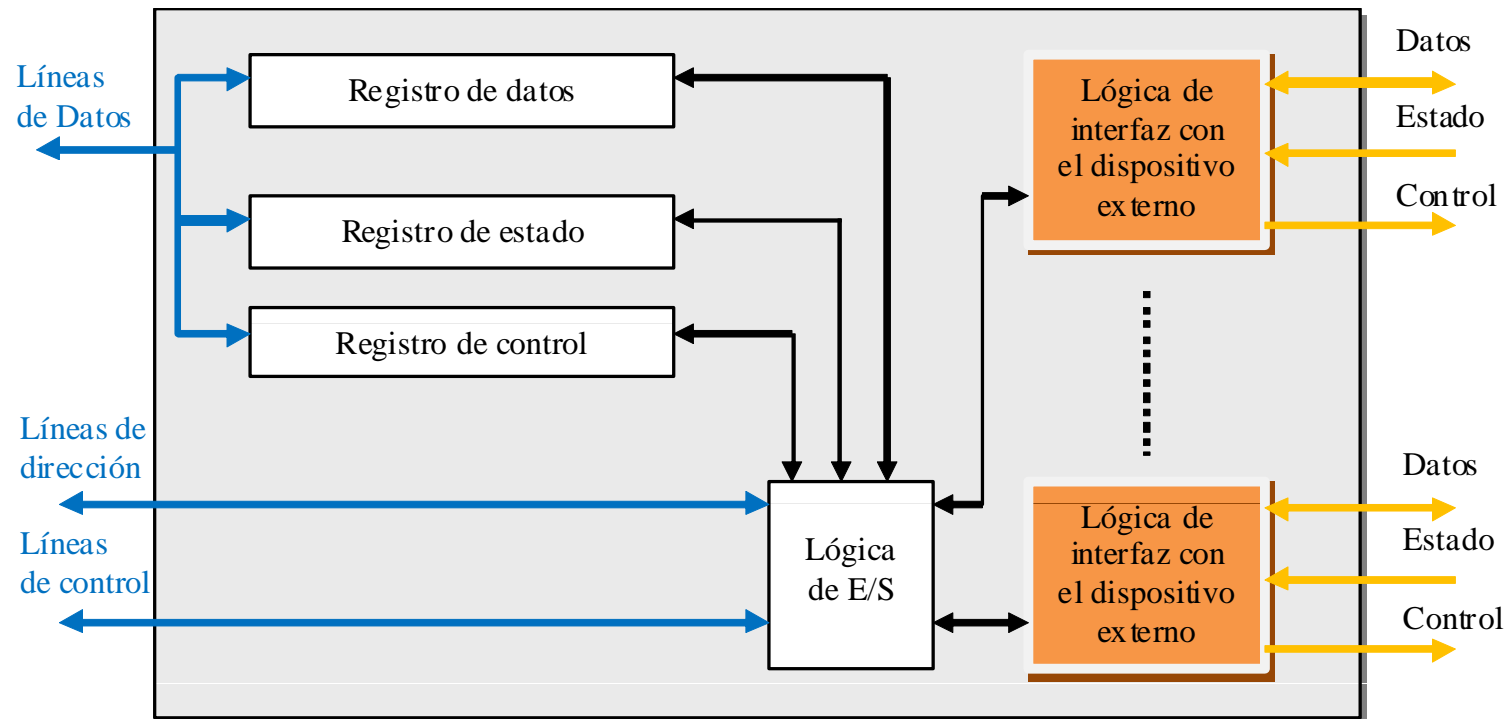 Líneas
de Datos
Registro de datos
Registro de estado
Registro de control
Líneas de
dirección
Líneas
de control
Lógica
de E/S
Lógica de
interfaz con
el dispositivo
externo
Datos
Estado
Control
Lógica de
interfaz con
el dispositivo
externo
Datos
Estado
Control